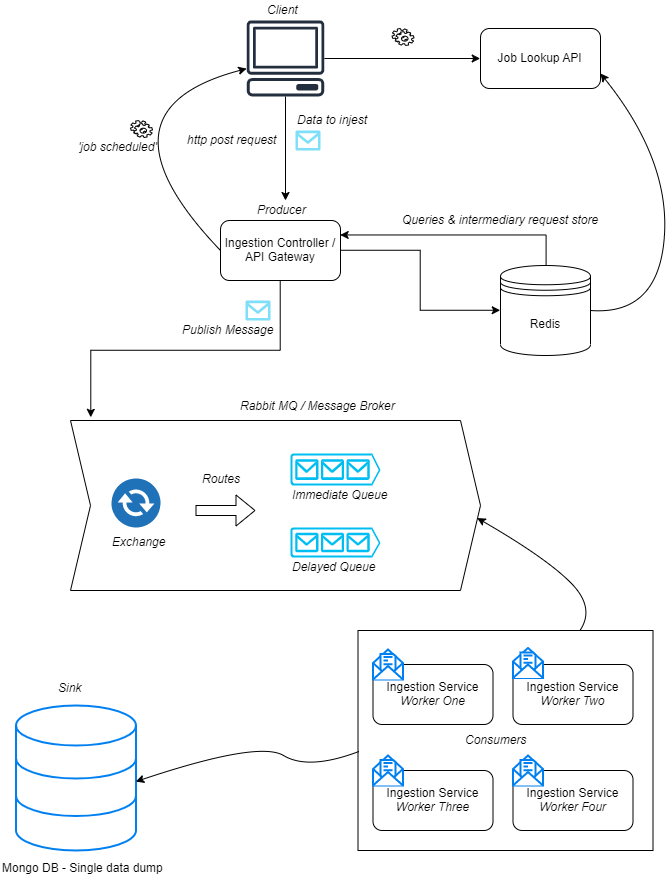 Client
Job Lookup API
Data to injest
http post request
'job scheduled'
Producer
Queries & intermediary request store
Ingestion Controller /
API Gateway
Redis
Publish Message
Rabbit MQ / Message Broker
Routes
Immediate Queue
Exchange
Delayed Queue
Sink
Ingestion Service
Worker One
Ingestion Service
Worker Two
Consumers
Ingestion Service
Worker Three
Ingestion Service
Worker Four
Mongo DB - Single data dump